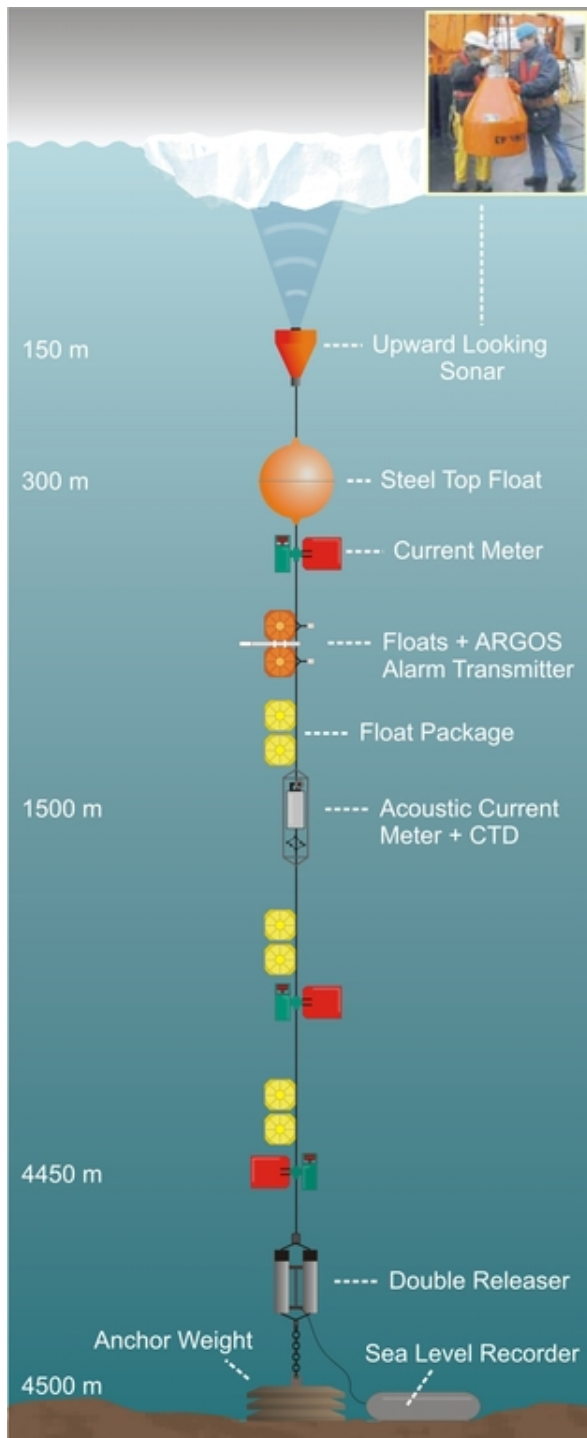 150 m
Upward Looking
Sonar
300 m
Steel Top Float
Current Meter
Floats + ARGOS
Alarm Transmitter
Float Package
1500 m
Acoustic Current
Meter + CTD
4450 m
Double Releaser
Anchor Weight
Sea Level Recorder
4500 m